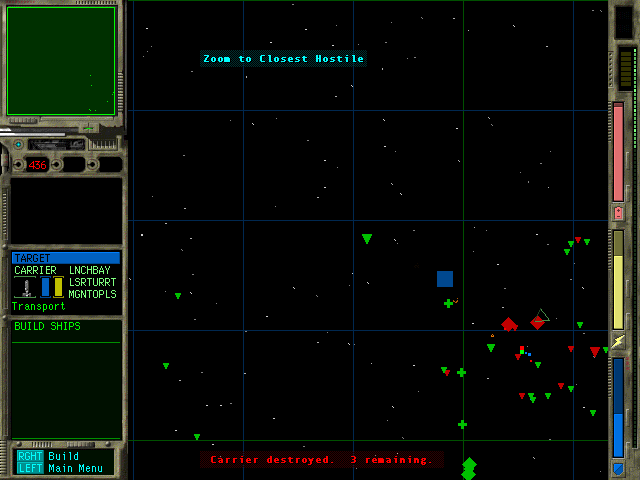 Zoom to Closest Hostile
436
TARGET
CARRIER LNCHBAY
LSRTURRT
MGNTOPLS
Transport
BUILD SHIPS
RGHT Build
LEFT Main Menu
Carrier destroyed. 3 remaining.